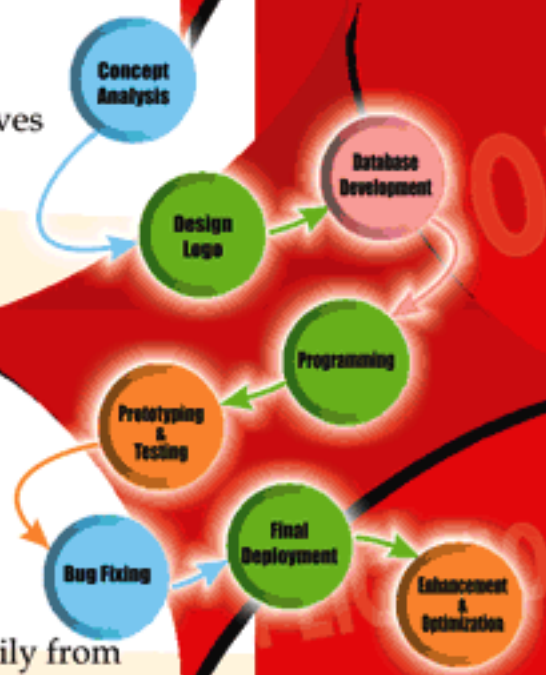 Concept
Analysis
ves
Database
Development
Design
Logo
Programming
Prototyping
&
Testing
Final
Deployment
Bug Fixing
Enhancement
&
Optimization
ily from